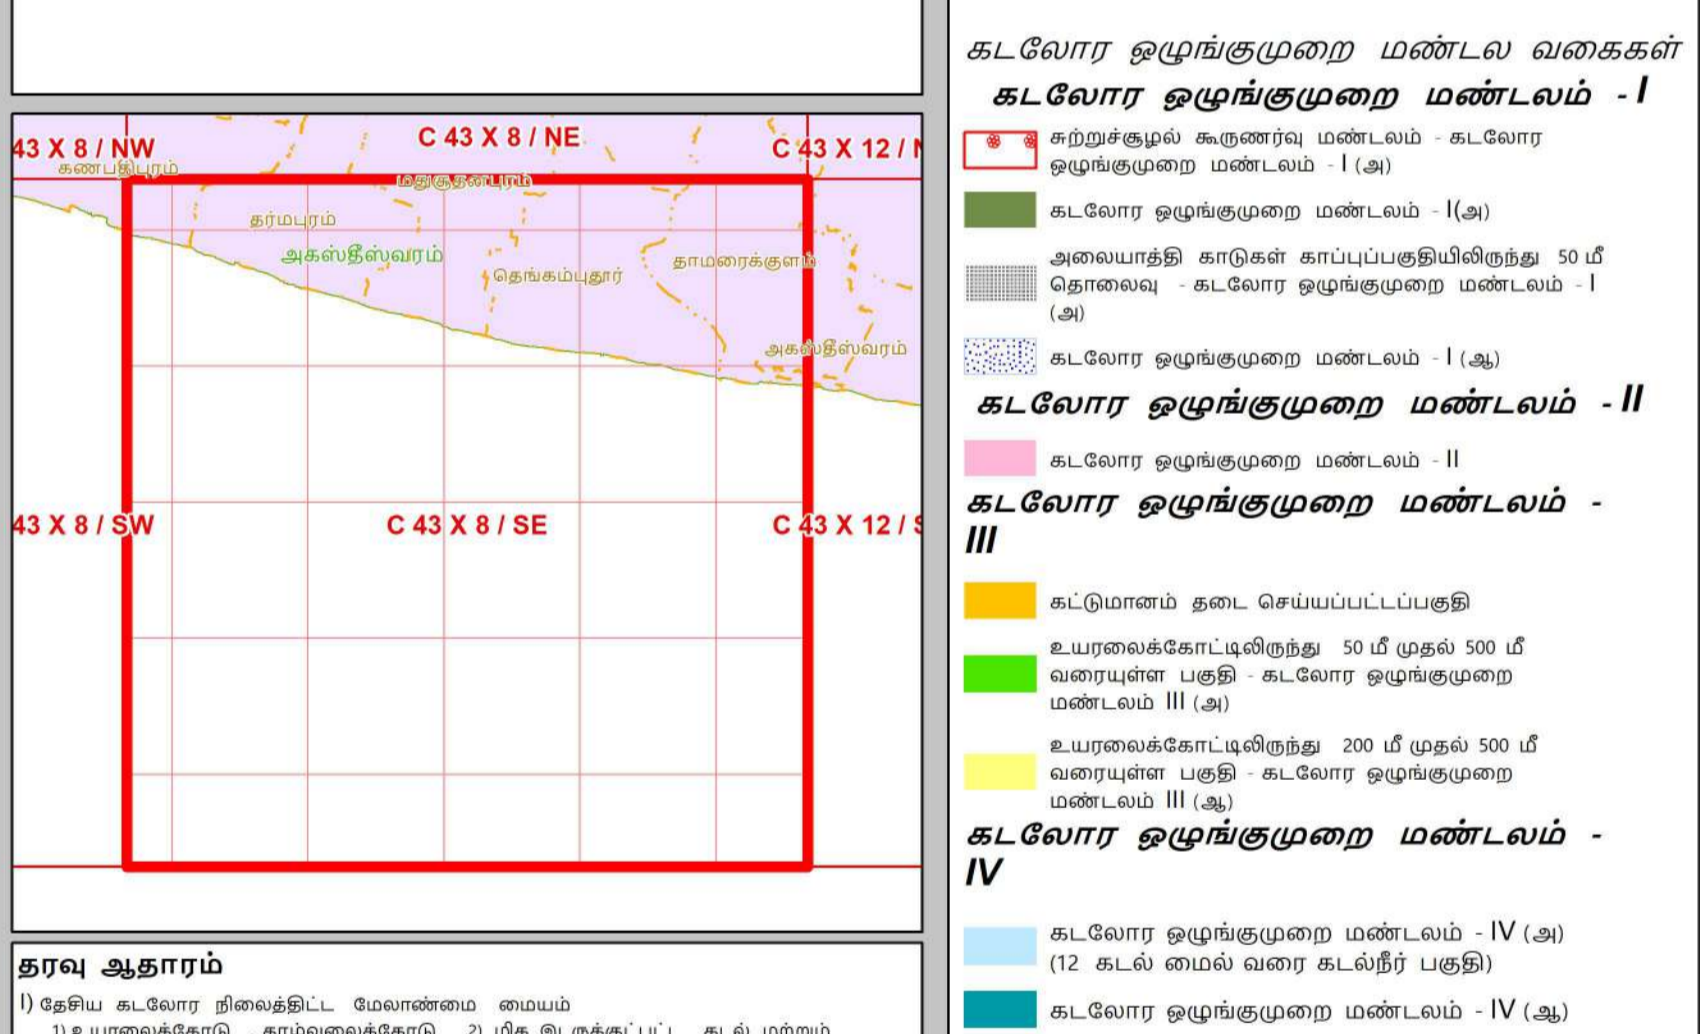 43 X 8 / NW
C 43 X 8 / NE
C 43 X 12 /
கணபதிபுரம்
மதுசூதனபுரம்
தர்மபுரம்
அகஸ்தீஸ்வரம்
தெங்கம்புதூர்
தாமரைக்குளம்
அகஸ்தீஸ்வரம்
43 X 8 / SW
C 43 X 8 / SE
C 43 X 12 / S
தரவு ஆதாரம்
I) தேசிய கடலோர நிலைத்திட்ட மேலாண்மை மையம்
கடலோர ஒழுங்குமுறை மண்டல வகைகள்
கடலோர ஒழுங்குமுறை மண்டலம் - I
சுற்றுச்சூழல் கூருணர்வு மண்டலம் - கடலோர
ஒழுங்குமுறை மண்டலம் - I (அ)
கடலோர ஒழுங்குமுறை மண்டலம் - I(அ)
அலையாத்தி காடுகள் காப்புப்பகுதியிலிருந்து 50 மீ
தொலைவு - கடலோர ஒழுங்குமுறை மண்டலம் - I
(அ)
கடலோர ஒழுங்குமுறை மண்டலம் - I (ஆ)
கடலோர ஒழுங்குமுறை மண்டலம் - II
கடலோர ஒழுங்குமுறை மண்டலம் - II
கடலோர ஒழுங்குமுறை மண்டலம் -
III
கட்டுமானம் தடை செய்யப்பட்டப்பகுதி
உயரலைக்கோட்டிலிருந்து 50 மீ முதல் 500 மீ
வரையுள்ள பகுதி - கடலோர ஒழுங்குமுறை
மண்டலம் III (அ)
உயரலைக்கோட்டிலிருந்து 200 மீ முதல் 500 மீ
வரையுள்ள பகுதி - கடலோர ஒழுங்குமுறை
மண்டலம் III (ஆ)
கடலோர ஒழுங்குமுறை மண்டலம் -
IV
கடலோர ஒழுங்குமுறை மண்டலம் - IV (அ)
(12 கடல் மைல் வரை கடல்நீர் பகுதி)
கடலோர ஒழுங்குமுறை மண்டலம் - IV (ஆ)